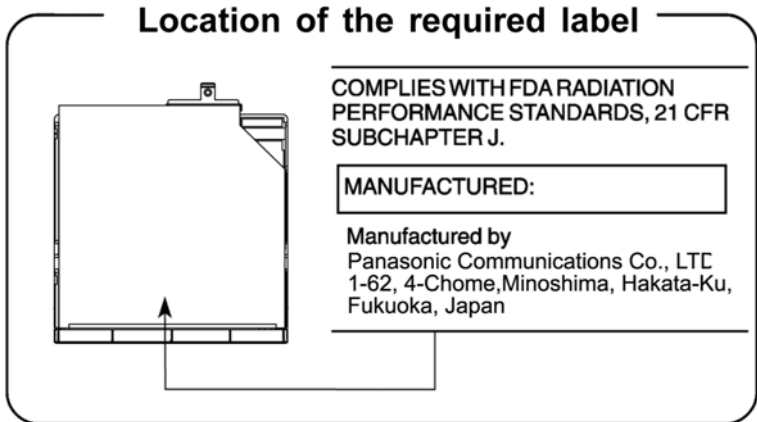 Location of the required label
COMPLIES WITH FDA RADIATION
PERFORMANCE STANDARDS, 21 CFR
SUBCHAPTER J.
MANUFACTURED:
Manufactured by
Panasonic Communications Co., LTD
1-62, 4-Chome,Minoshima, Hakata-Ku,
Fukuoka, Japan